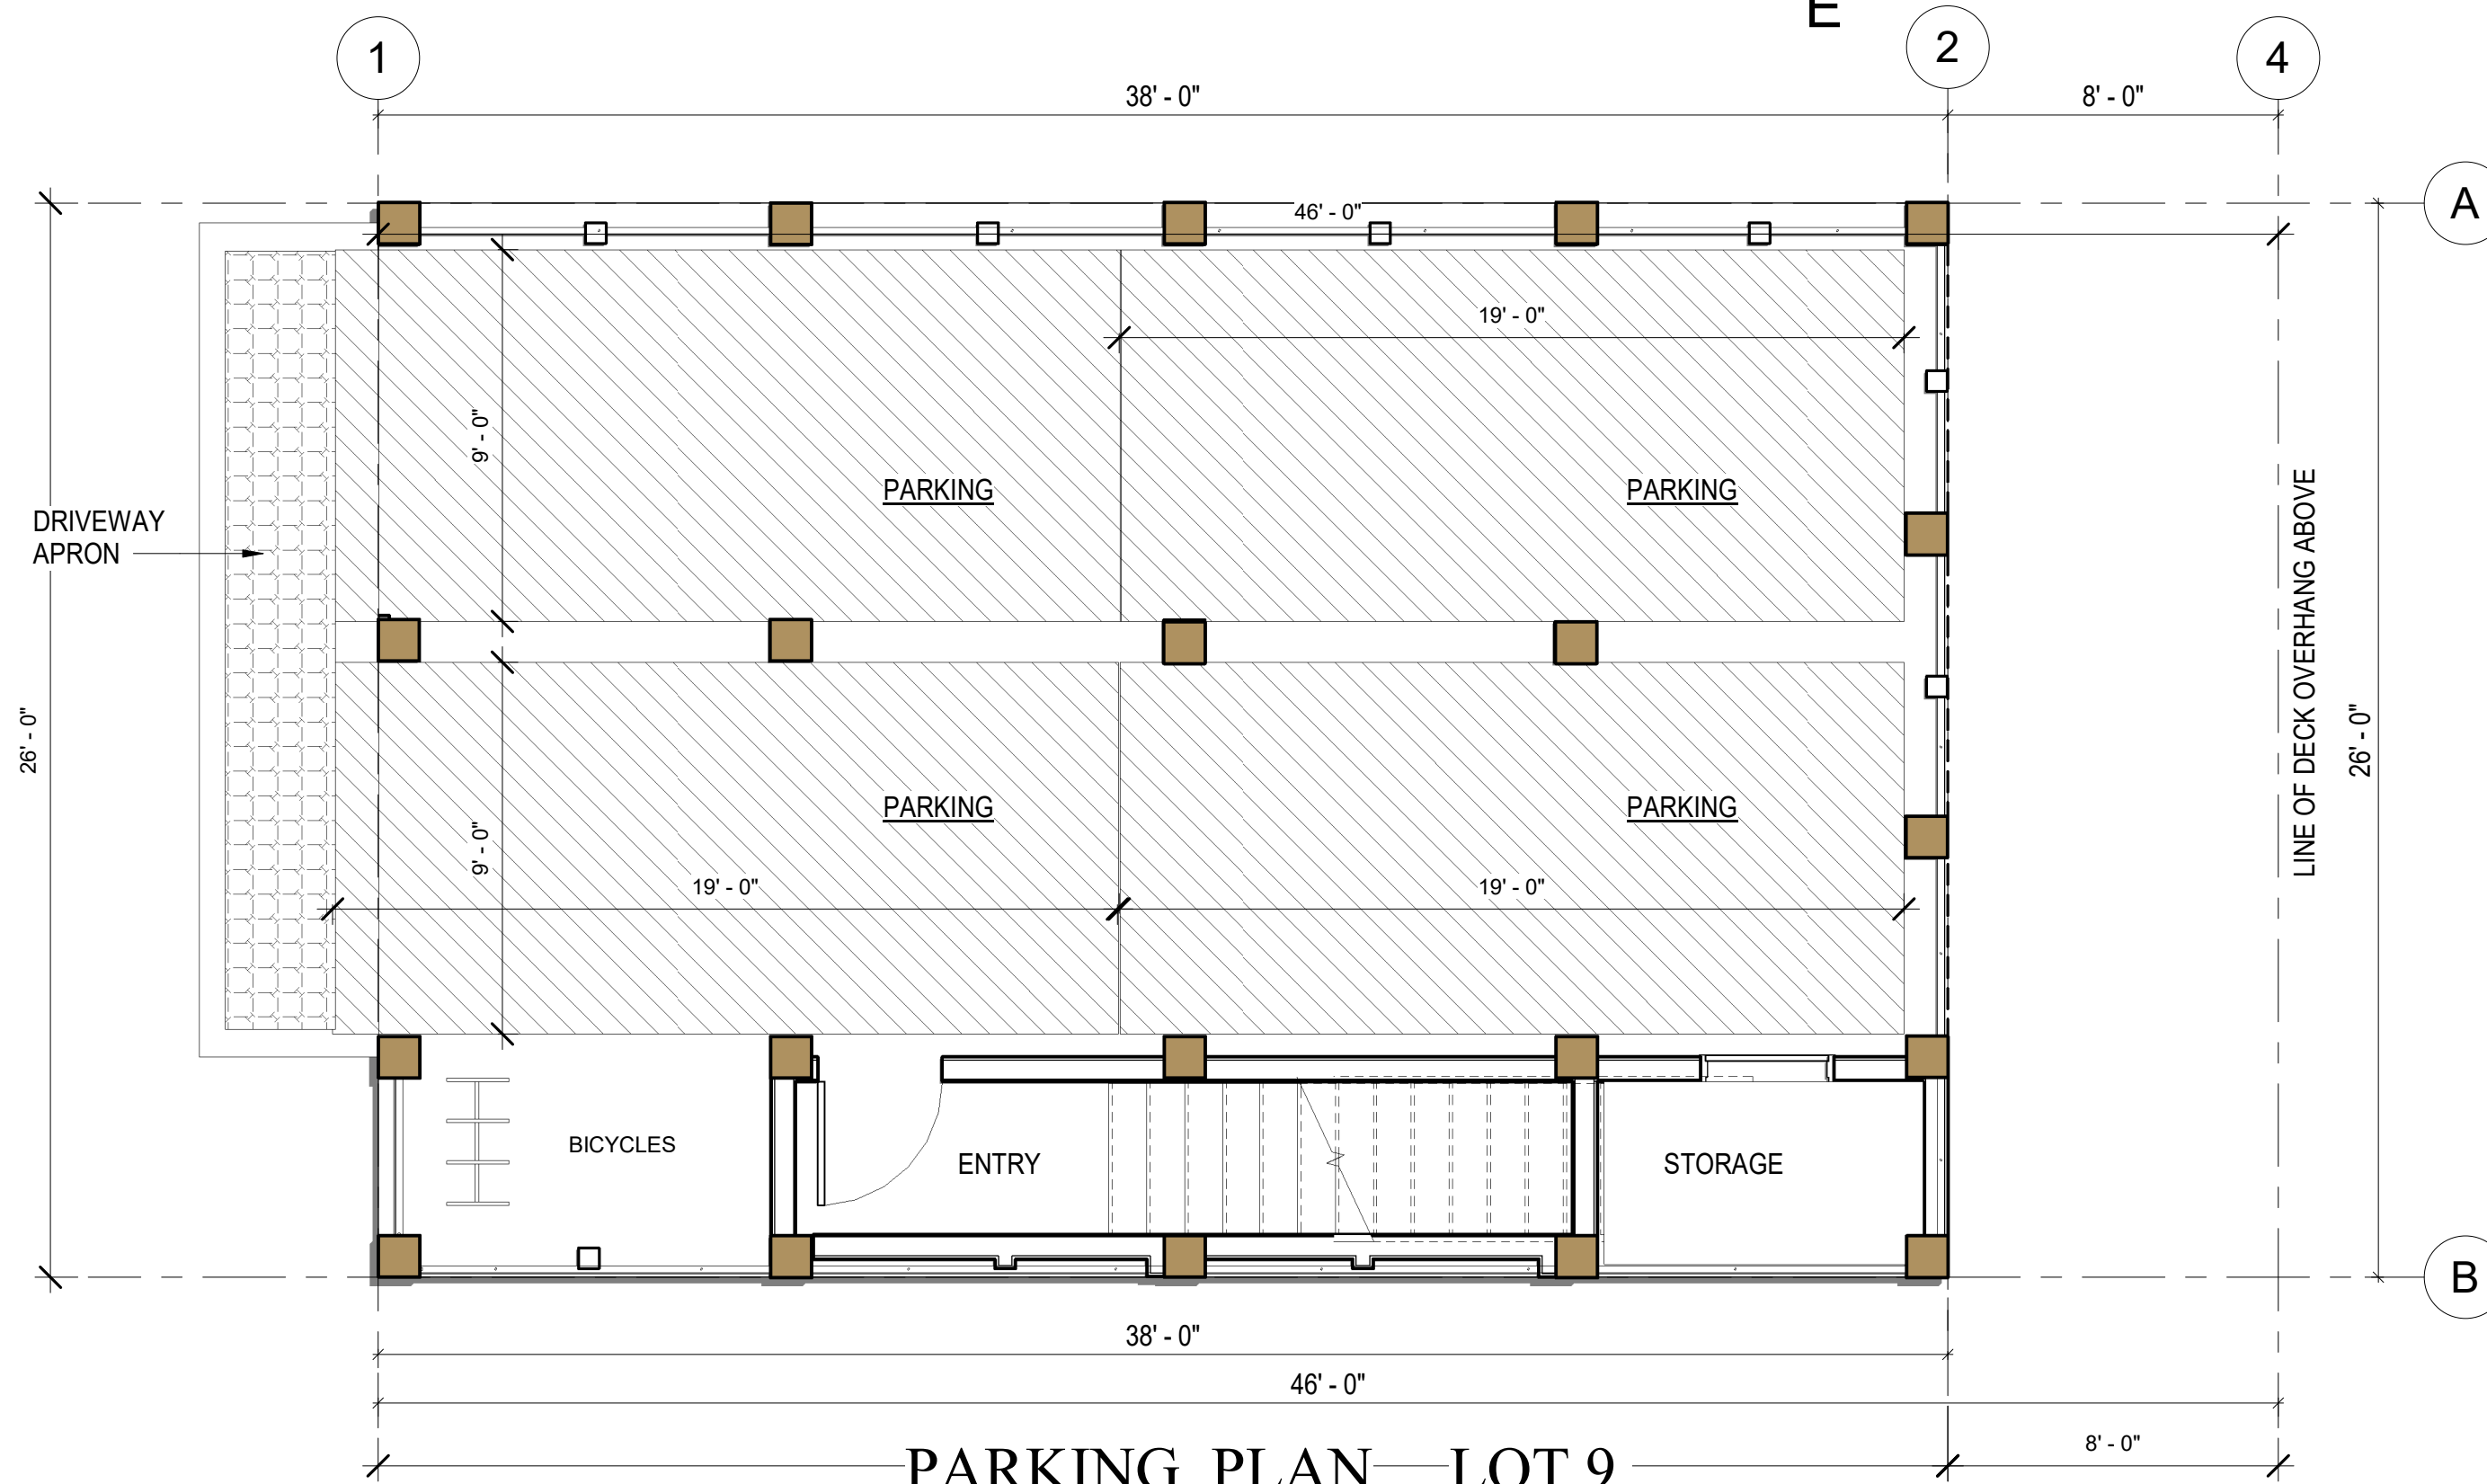 E
1
2
4
38' - 0"
8' - 0"
A
46' - 0"
19' - 0"
9' - 0"
PARKING
PARKING
DRIVEWAY
APRON
LINE OF DECK OVERHANG ABOVE
26' - 0"
26' - 0"
PARKING
PARKING
9' - 0"
19' - 0"
19' - 0"
BICYCLES
ENTRY
STORAGE
B
38' - 0"
46' - 0"
8' - 0"
PARKING PLAN LOT 9